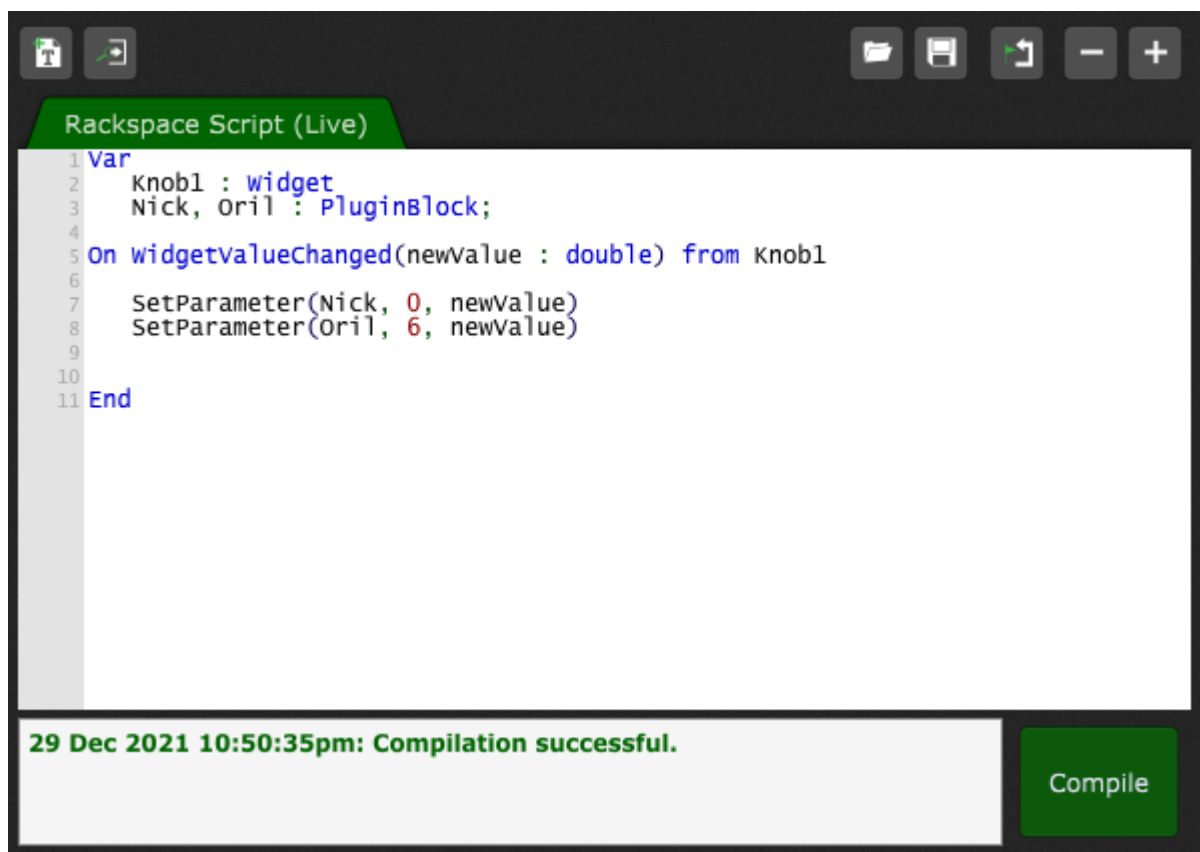 Rackspace Script (Live)
1 Var
2    Knob1 : Widget
3    Nick, Oril : PluginBlock;
4
5 On WidgetValueChanged(newValue : double) from Knob1
6
7    SetParameter(Nick, 0, newValue)
8    SetParameter(Oril, 6, newValue)
9
10
11 End
29 Dec 2021 10:50:35pm: Compilation successful.
Compile